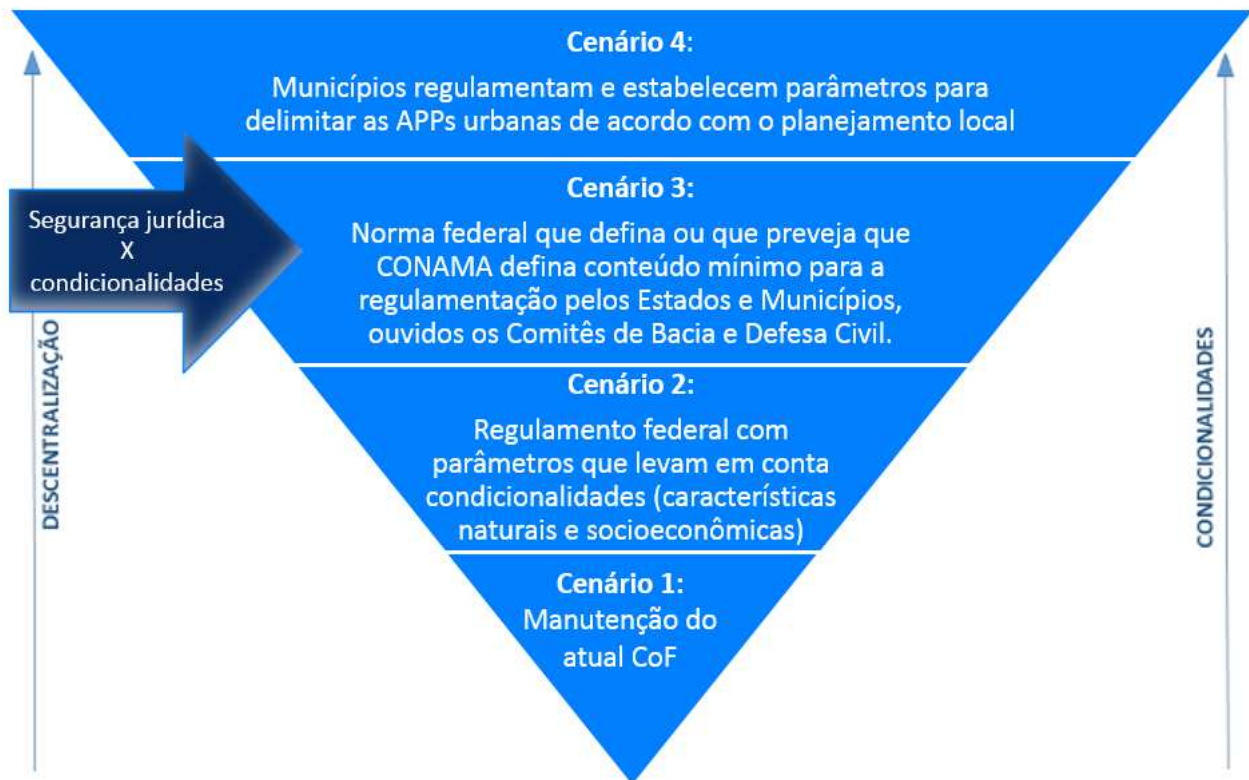 Cenário 4:
Municípios regulamentam e estabelecem parâmetros para
delimitar as APPs urbanas de acordo com o planejamento local
Segurança jurídica
X
condicionalidades
Cenário 3:
Norma federal que defina ou que preveja que
CONAMA defina conteúdo mínimo para a
regulamentação pelos Estados e Municípios,
ouvidos os Comitês de Bacia e Defesa Civil.
DESCENTRALIZAÇÃO
CONDICIONALIDADES
Cenário 2:
Regulamento federal com
parâmetros que levam em conta
condicionalidades (características
naturais e socioeconômicas)
Cenário 1:
Manutenção do
atual CoF